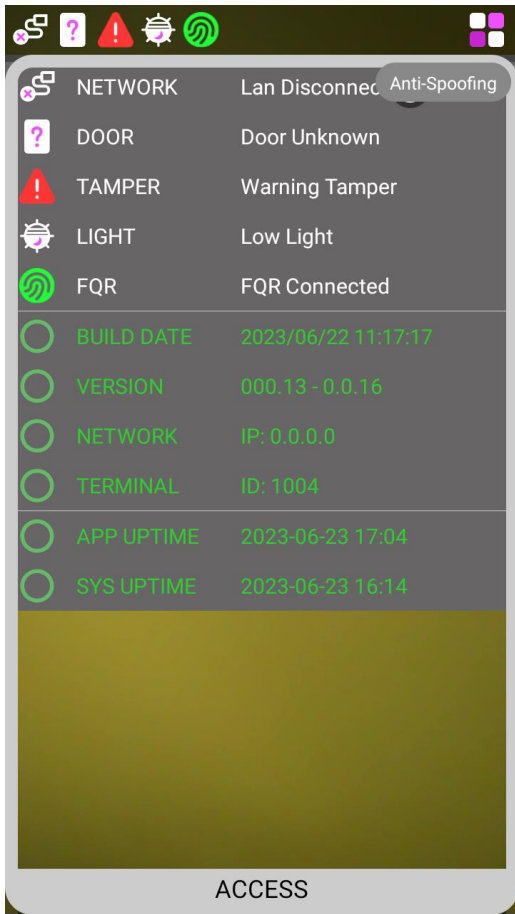 NETWORK Lan Disconnec
Anti-Spoofing
? DOOR Door Unknown
TAMPER Warning Tamper
LIGHT Low Light
FQR FQR Connected
BUILD DATE 2023/06/22 11:17:17
VERSION 000.13 - 0.0.16
NETWORK IP: 0.0.0.0
TERMINAL ID: 1004
APP UPTIME 2023-06-23 17:04
SYS UPTIME 2023-06-23 16:14
ACCESS